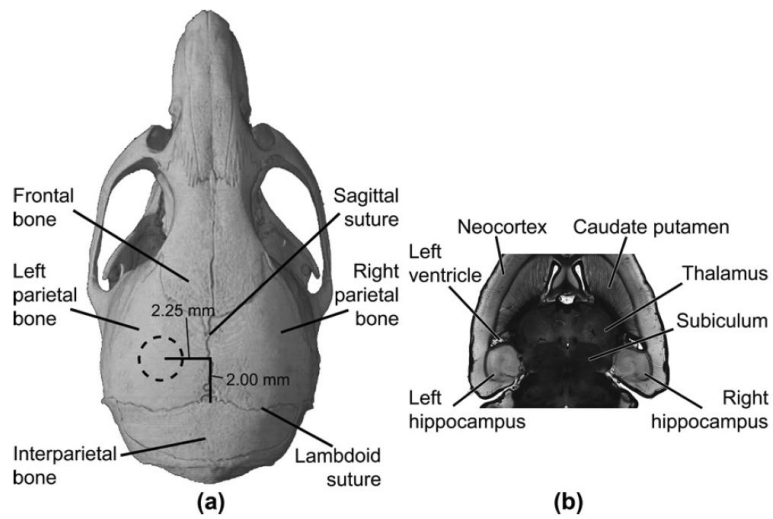 Frontal
bone
Sagittal
suture
Left
parietal
bone
Right
parietal
bone
2.25 mm
2.00 mm
Interparietal
bone
Lambdoid
suture
(a)
Neocortex
Caudate putamen
Left
ventricle
Thalamus
Subiculum
Left
hippocampus
Right
hippocampus
(b)